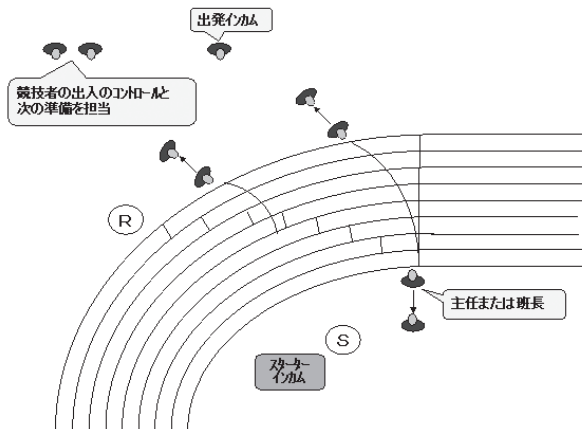 出発インカム
競技者の出入のコントロールと
次の準備を担当
R
主任または班長
S
スターター
インカム